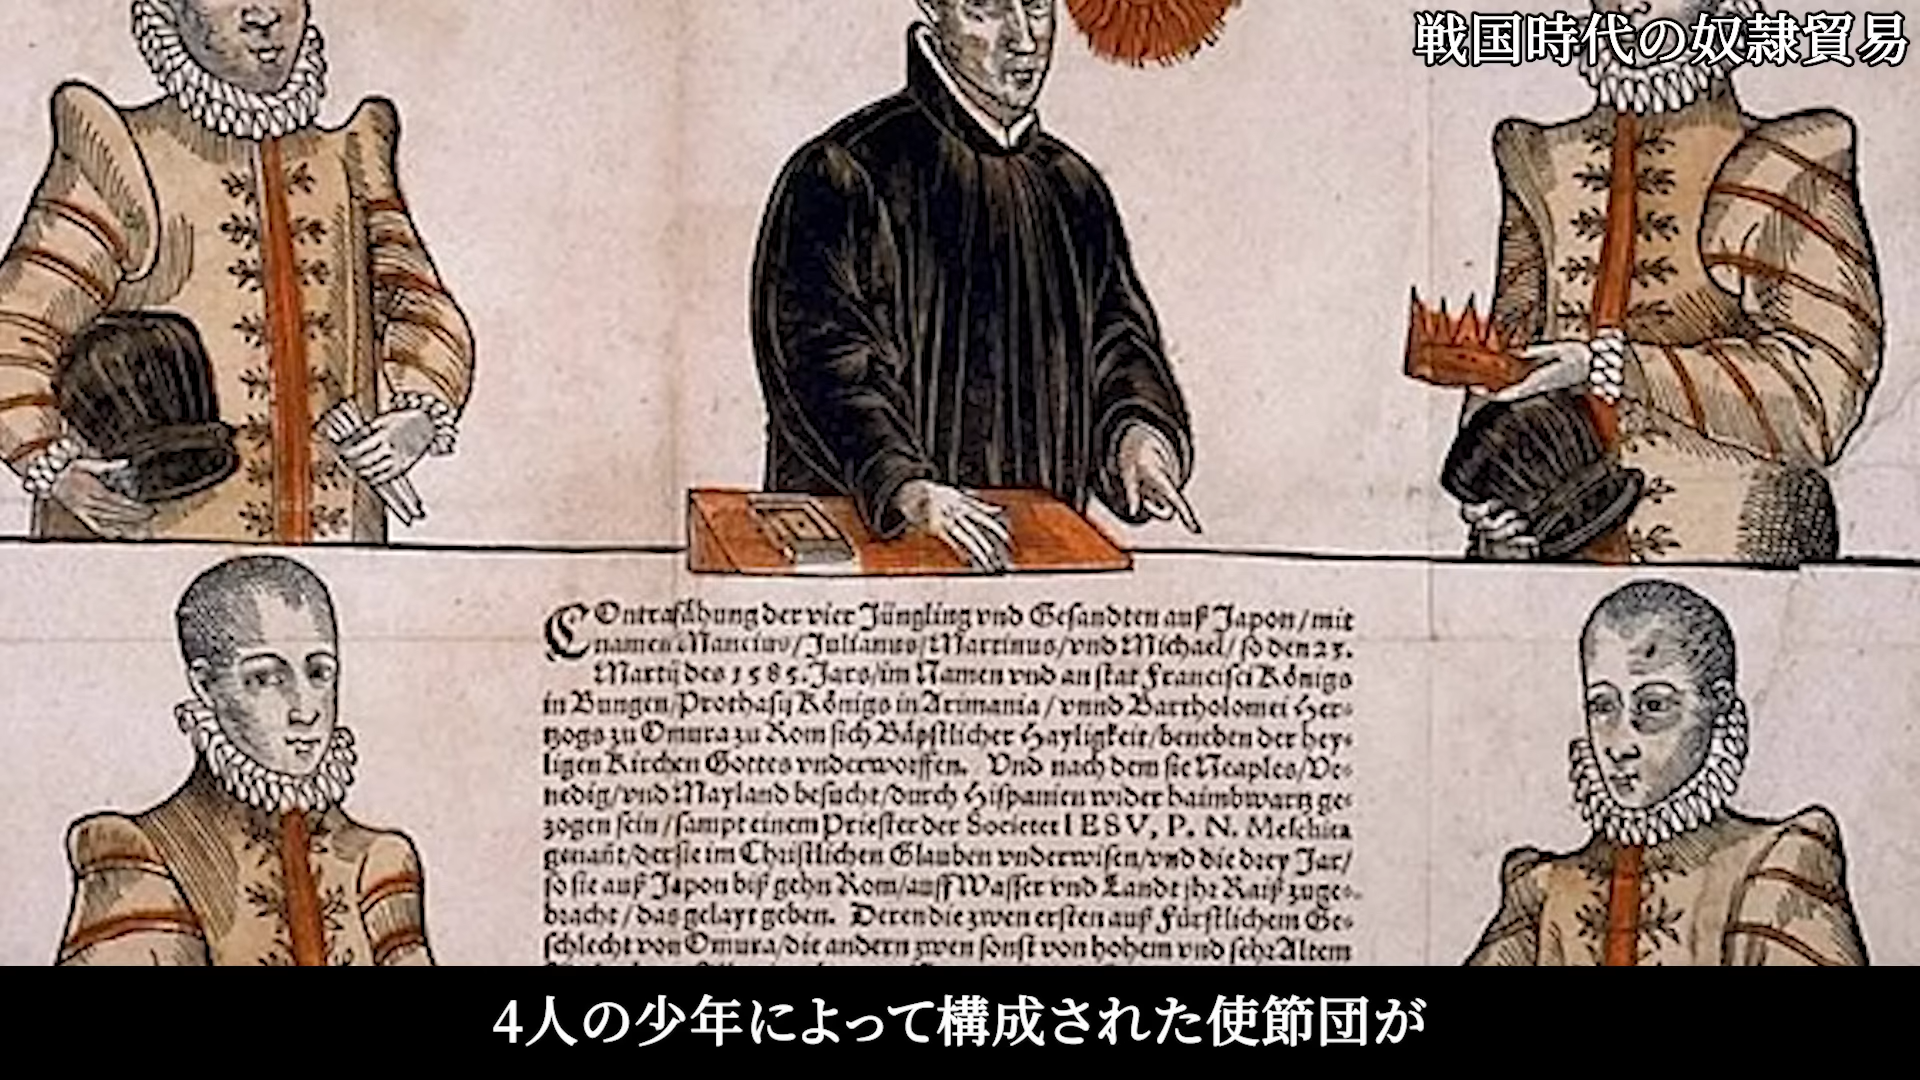 戦国時代の奴隷貿易
COntrafähung der vier Jüngling vnd Gesandten auß Japon/mit
namen Mancius/Julianus/Martinus/vnd Michael/so den 23.
Martij des 1585. Jars/im Namen vnd an stat Francisci Königs
in Bungen/Prothasij Königs in Arimania/vnnd Bartholomei Her-
tzogs zu Omura zu Rom sich Bäpstlicher Hayligkeit/beneben der hey-
ligen Kirchen Gottes vnderworffen. Vnd nach dem sie Neaples/Ve-
nedig/vnd Mayland besucht/durch Hispanien wider haimbwartz ge-
zogen sein/sampt einem Priester der Societet IESV, P. N. Meschita
genañt/der sie im Christlichen Glauben vnderwisen/vnd die drey Jar/
so sie auß Japon biß gehn Rom/auff Wasser vnd Landt jhr Raiß zuge-
bracht/das gelayt geben. Deren die zwen ersten auß Fürstlichem Ge-
schlecht von Omura/die andern zwen sonst von hohem vnd sehr Altem
4人の少年によって構成された使節団が